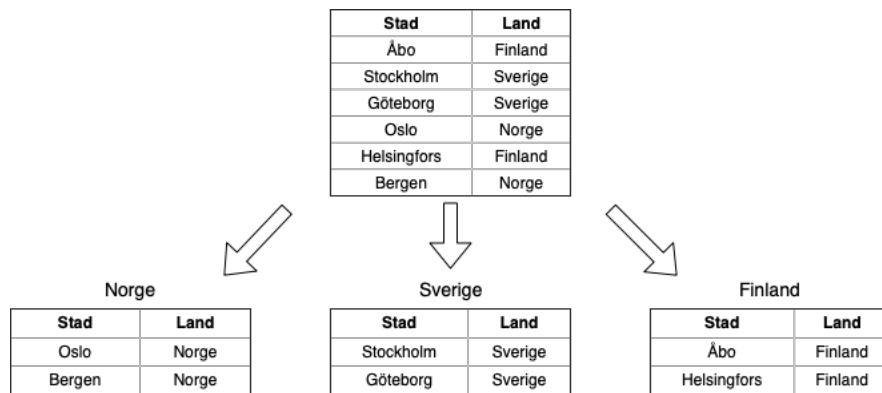 Stad Land
Åbo Finland
Stockholm Sverige
Göteborg Sverige
Oslo Norge
Helsingfors Finland
Bergen Norge
Norge
Stad Land
Oslo Norge
Bergen Norge
Sverige
Stad Land
Stockholm Sverige
Göteborg Sverige
Finland
Stad Land
Åbo Finland
Helsingfors Finland